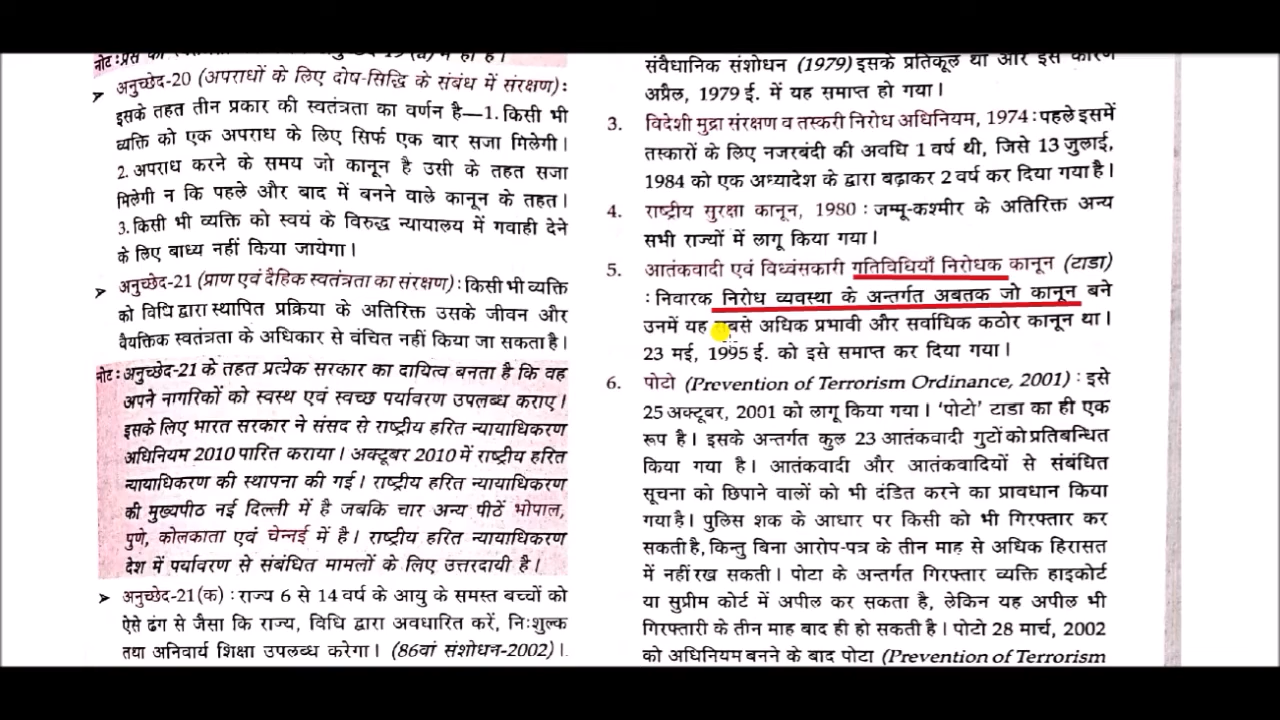 अनुच्छेद-20 (अपराधों के लिए दोष-सिद्धि के संबंध में संरक्षण) :
इसके तहत तीन प्रकार की स्वतंत्रता का वर्णन है—1. किसी भी
व्यक्ति को एक अपराध के लिए सिर्फ एक बार सजा मिलेगी।
2. अपराध करने के समय जो कानून है उसी के तहत सजा
मिलेगी न कि पहले और बाद में बनने वाले कानून के तहत।
3. किसी भी व्यक्ति को स्वयं के विरुद्ध न्यायालय में गवाही देने
के लिए बाध्य नहीं किया जायेगा।
➤ अनुच्छेद-21 (प्राण एवं दैहिक स्वतंत्रता का संरक्षण) : किसी भी व्यक्ति
को विधि द्वारा स्थापित प्रक्रिया के अतिरिक्त उसके जीवन और
वैयक्तिक स्वतंत्रता के अधिकार से वंचित नहीं किया जा सकता है।
नोट : अनुच्छेद-21 के तहत प्रत्येक सरकार का दायित्व बनता है कि वह
अपने नागरिकों को स्वस्थ एवं स्वच्छ पर्यावरण उपलब्ध कराए।
इसके लिए भारत सरकार ने संसद से राष्ट्रीय हरित न्यायाधिकरण
अधिनियम 2010 पारित कराया। अक्टूबर 2010 में राष्ट्रीय हरित
न्यायाधिकरण की स्थापना की गई। राष्ट्रीय हरित न्यायाधिकरण
की मुख्यपीठ नई दिल्ली में है जबकि चार अन्य पीठें भोपाल,
पुणे, कोलकाता एवं चेन्नई में है। राष्ट्रीय हरित न्यायाधिकरण
देश में पर्यावरण से संबंधित मामलों के लिए उत्तरदायी है।
➤ अनुच्छेद-21(क) : राज्य 6 से 14 वर्ष के आयु के समस्त बच्चों को
ऐसे ढंग से जैसा कि राज्य, विधि द्वारा अवधारित करें, निःशुल्क
तथा अनिवार्य शिक्षा उपलब्ध करेगा। (86वां संशोधन-2002)।
संवैधानिक संशोधन (1979) इसके प्रतिकूल था और इस कारण
अप्रैल, 1979 ई. में यह समाप्त हो गया।
3. विदेशी मुद्रा संरक्षण व तस्करी निरोध अधिनियम, 1974 : पहले इसमें
तस्कारों के लिए नजरबंदी की अवधि 1 वर्ष थी, जिसे 13 जुलाई,
1984 को एक अध्यादेश के द्वारा बढ़ाकर 2 वर्ष कर दिया गया है।
4. राष्ट्रीय सुरक्षा कानून, 1980 : जम्मू-कश्मीर के अतिरिक्त अन्य
सभी राज्यों में लागू किया गया।
5. आतंकवादी एवं विध्वंसकारी गतिविधियाँ निरोधक कानून (टाडा)
: निवारक निरोध व्यवस्था के अन्तर्गत अबतक जो कानून बने
उनमें यह सबसे अधिक प्रभावी और सर्वाधिक कठोर कानून था।
23 मई, 1995 ई. को इसे समाप्त कर दिया गया।
6. पोटो (Prevention of Terrorism Ordinance, 2001) : इसे
25 अक्टूबर, 2001 को लागू किया गया। 'पोटो' टाडा का ही एक
रूप है। इसके अन्तर्गत कुल 23 आतंकवादी गुटों को प्रतिबन्धित
किया गया है। आतंकवादी और आतंकवादियों से संबंधित
सूचना को छिपाने वालों को भी दंडित करने का प्रावधान किया
गया है। पुलिस शक के आधार पर किसी को भी गिरफ्तार कर
सकती है, किन्तु बिना आरोप-पत्र के तीन माह से अधिक हिरासत
में नहीं रख सकती। पोटा के अन्तर्गत गिरफ्तार व्यक्ति हाइकोर्ट
या सुप्रीम कोर्ट में अपील कर सकता है, लेकिन यह अपील भी
गिरफ्तारी के तीन माह बाद ही हो सकती है। पोटो 28 मार्च, 2002
को अधिनियम बनने के बाद पोटा (Prevention of Terrorism